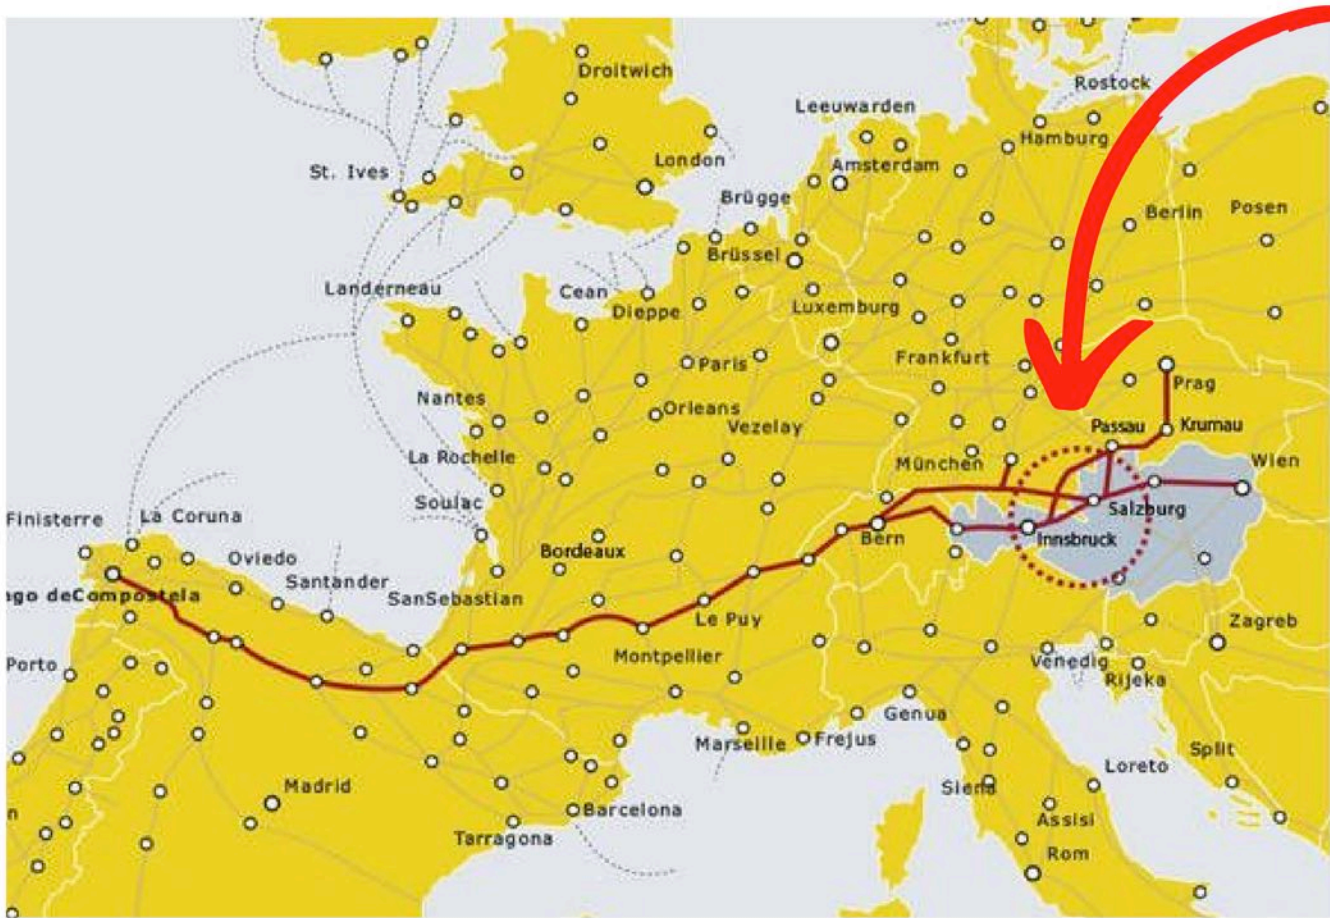 Droitwich
Rostock
Leeuwarden
Hamburg
London
St. Ives
Amsterdam
Brügge
Berlin
Posen
Brüssel
Landerneau
Cean
Dieppe
Luxemburg
Paris
Frankfurt
Prag
Nantes
Orleans
Vezelay
Passau
Krumau
La Rochelle
München
Wien
Soulac
Salzburg
Finisterre
La Coruna
Bern
Innsbruck
Oviedo
Bordeaux
Santander
ago deCompostela
SanSebastian
Le Puy
Zagreb
Porto
Montpellier
Venedig
Rijeka
Genua
Marseille
Frejus
Split
Loreto
Madrid
Siena
Barcelona
n
Assisi
Tarragona
Rom